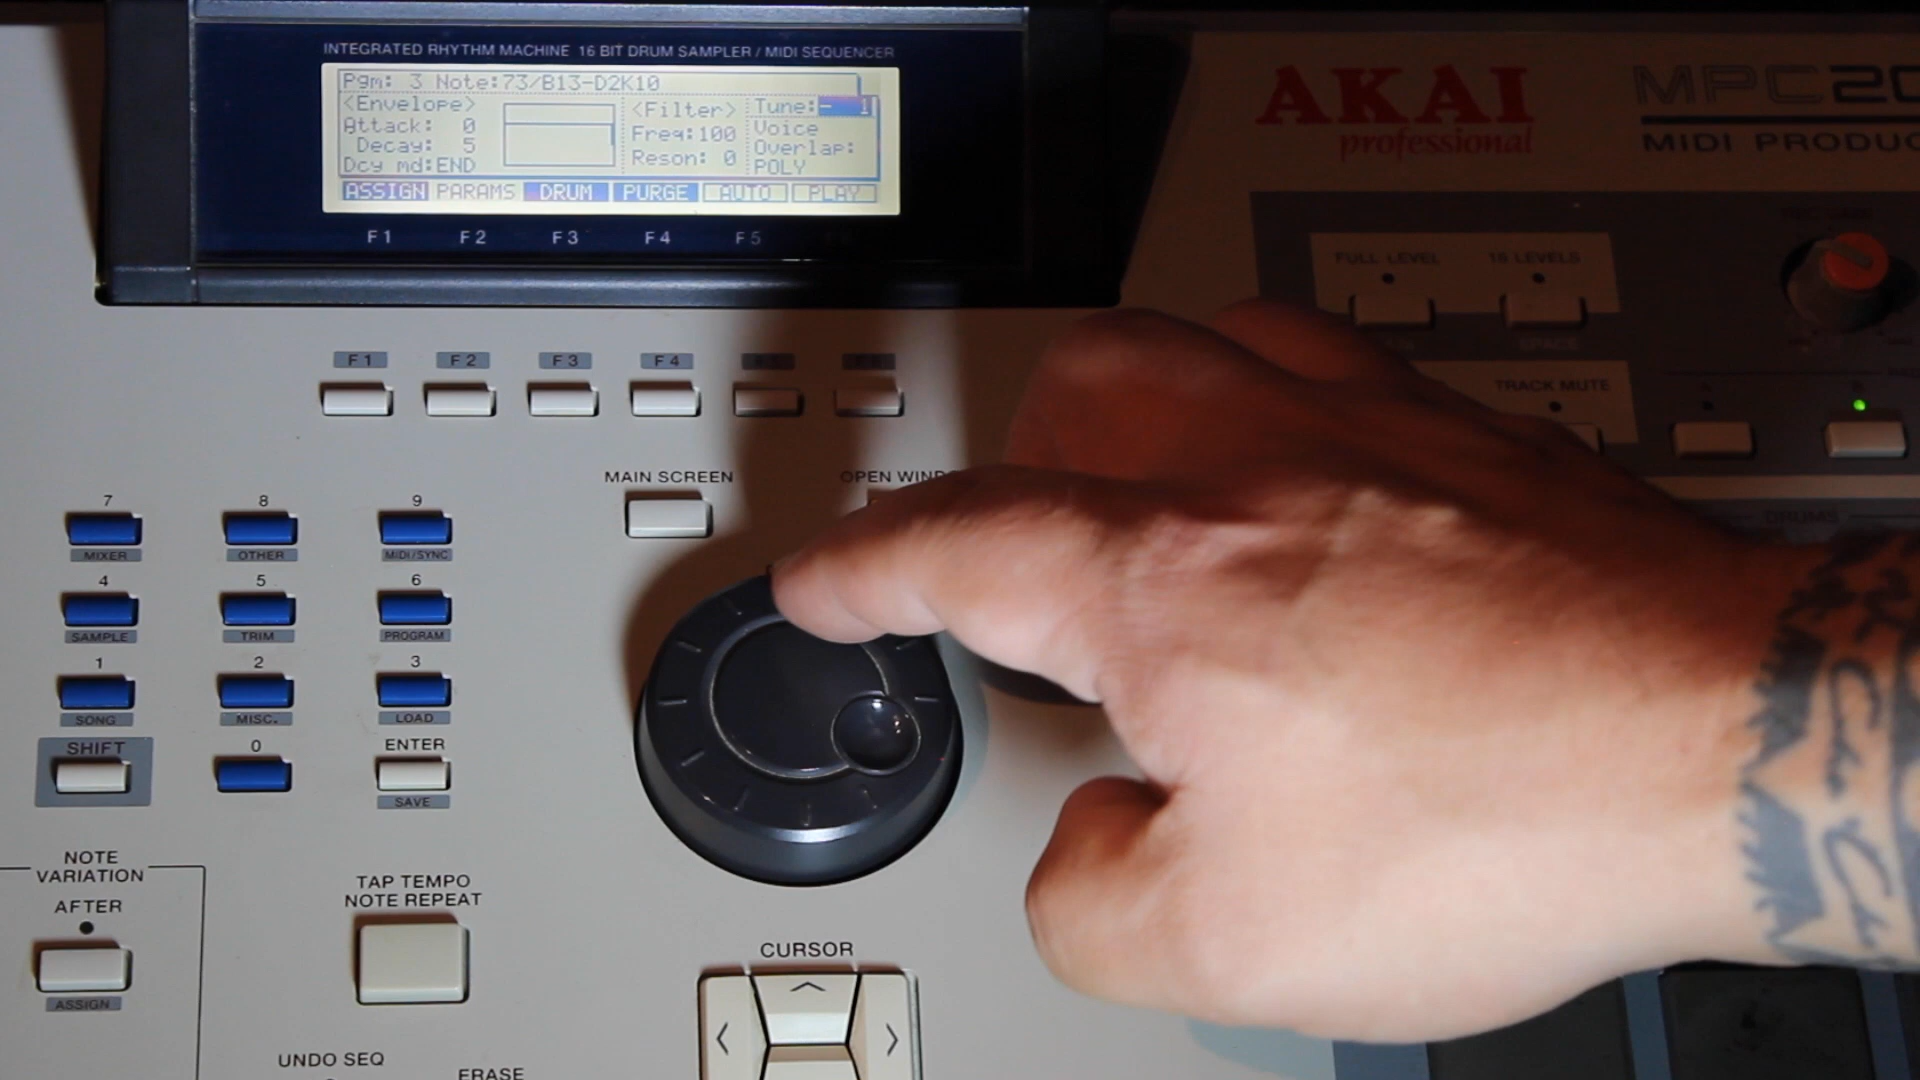 INTEGRATED RHYTHM MACHINE 16 BIT DRUM SAMPLER / MIDI SEQUENCER
Pgm: 3 Note:73/B13-D2K10
<Envelope>
Attack: 0
Decay: 5
Dcy md:END
<Filter>
Freq:100
Reson: 0
Tune:- 1
Voice
Overlap:
POLY
ASSIGN PARAMS DRUM PURGE AUTO PLAY
F1 F2 F3 F4 F5
AKAI
professional
MPC20
MIDI PRODUC
FULL LEVEL
16 LEVELS
SPACE
TRACK MUTE
DRUMS
F1 F2 F3 F4
MAIN SCREEN
OPEN WIND
7 8 9
MIXER OTHER MIDI/SYNC
4 5 6
SAMPLE TRIM PROGRAM
1 2 3
SONG MISC. LOAD
SHIFT 0 ENTER
SAVE
NOTE
VARIATION
AFTER
ASSIGN
TAP TEMPO
NOTE REPEAT
CURSOR
UNDO SEQ
ERASE